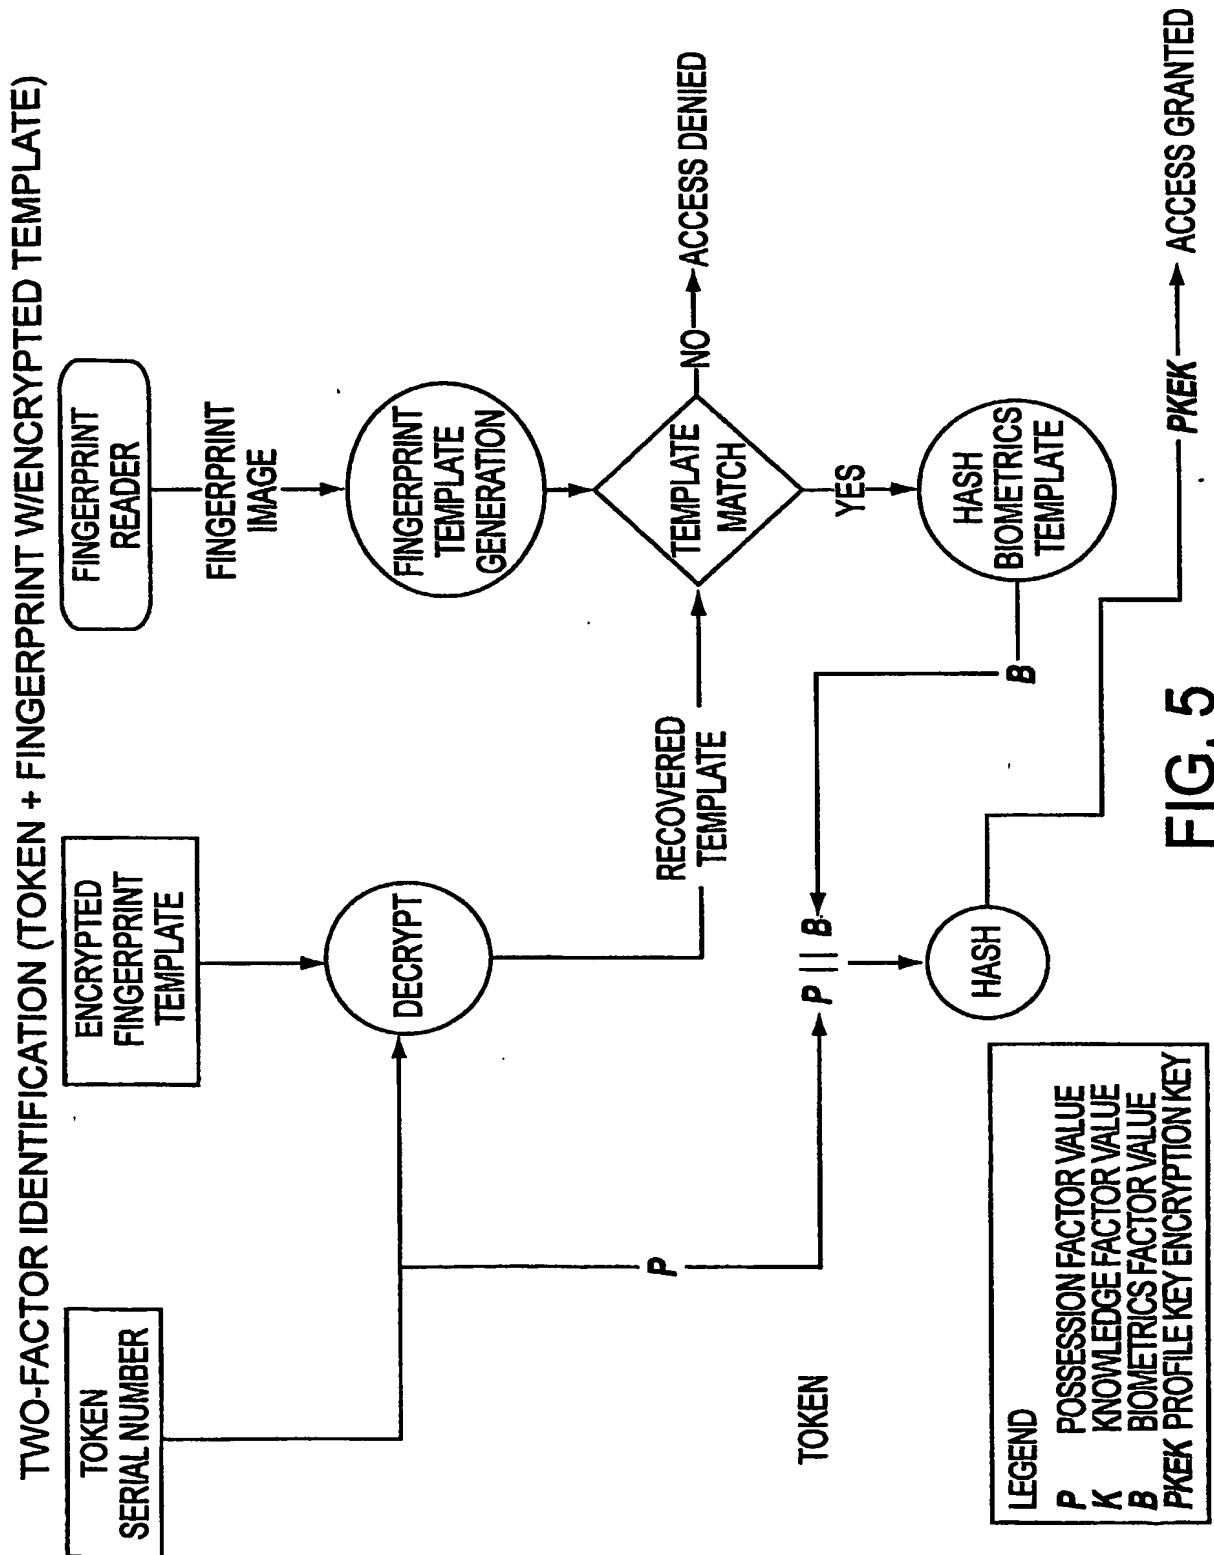 TWO-FACTOR IDENTIFICATION (TOKEN + FINGERPRINT W/ENCRYPTED TEMPLATE)
TOKEN
SERIAL NUMBER
ENCRYPTED
FINGERPRINT
TEMPLATE
FINGERPRINT
READER
FINGERPRINT
IMAGE
DECRYPT
FINGERPRINT
TEMPLATE
GENERATION
P
RECOVERED
TEMPLATE
TEMPLATE
MATCH
NO
ACCESS DENIED
YES
TOKEN
P || B
B
HASH
BIOMETRICS
TEMPLATE
HASH
PKEK
ACCESS GRANTED
LEGEND
P POSSESSION FACTOR VALUE
K KNOWLEDGE FACTOR VALUE
B BIOMETRICS FACTOR VALUE
PKEK PROFILE KEY ENCRYPTION KEY
FIG. 5